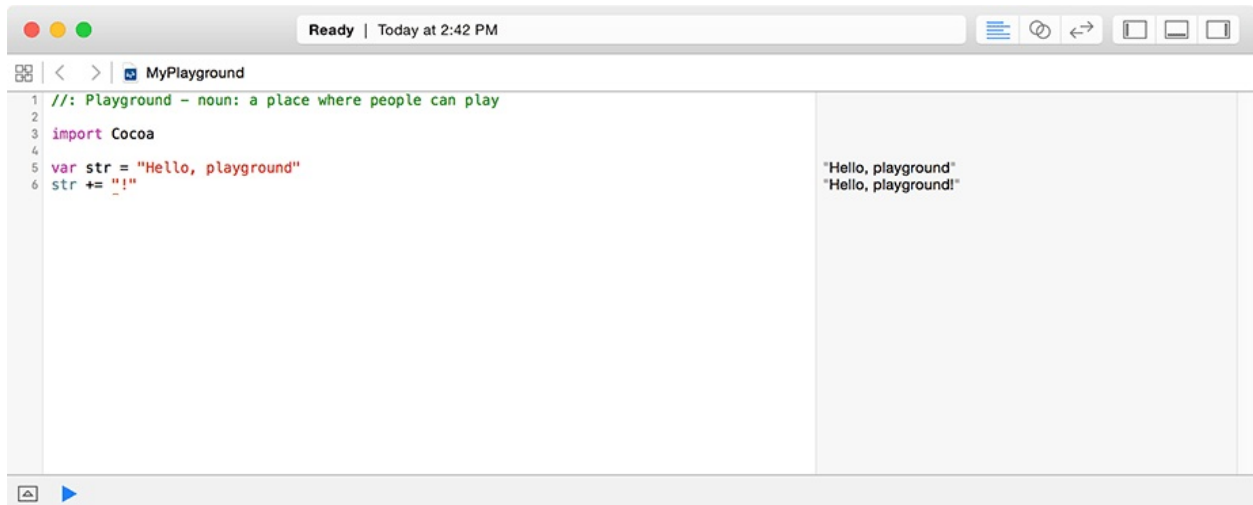 Ready | Today at 2:42 PM
MyPlayground
1 //: Playground – noun: a place where people can play
2
3 import Cocoa
4
5 var str = "Hello, playground" "Hello, playground"
6 str += "!" "Hello, playground!"